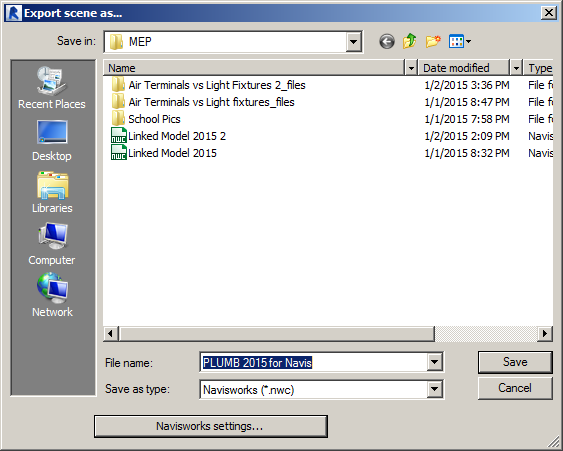 Export scene as...
Save in: MEP
Name Date modified Type
Air Terminals vs Light Fixtures 2_files 1/2/2015 3:36 PM File fo
Air Terminals vs Light fixtures_files 1/1/2015 8:47 PM File fo
School Pics 1/1/2015 7:58 PM File fo
Linked Model 2015 2 1/2/2015 2:09 PM Navis
Linked Model 2015 1/1/2015 8:32 PM Navis
Recent Places
Desktop
Libraries
Computer
Network
File name: PLUMB 2015 for Navis Save
Save as type: Navisworks (*.nwc) Cancel
Navisworks settings...